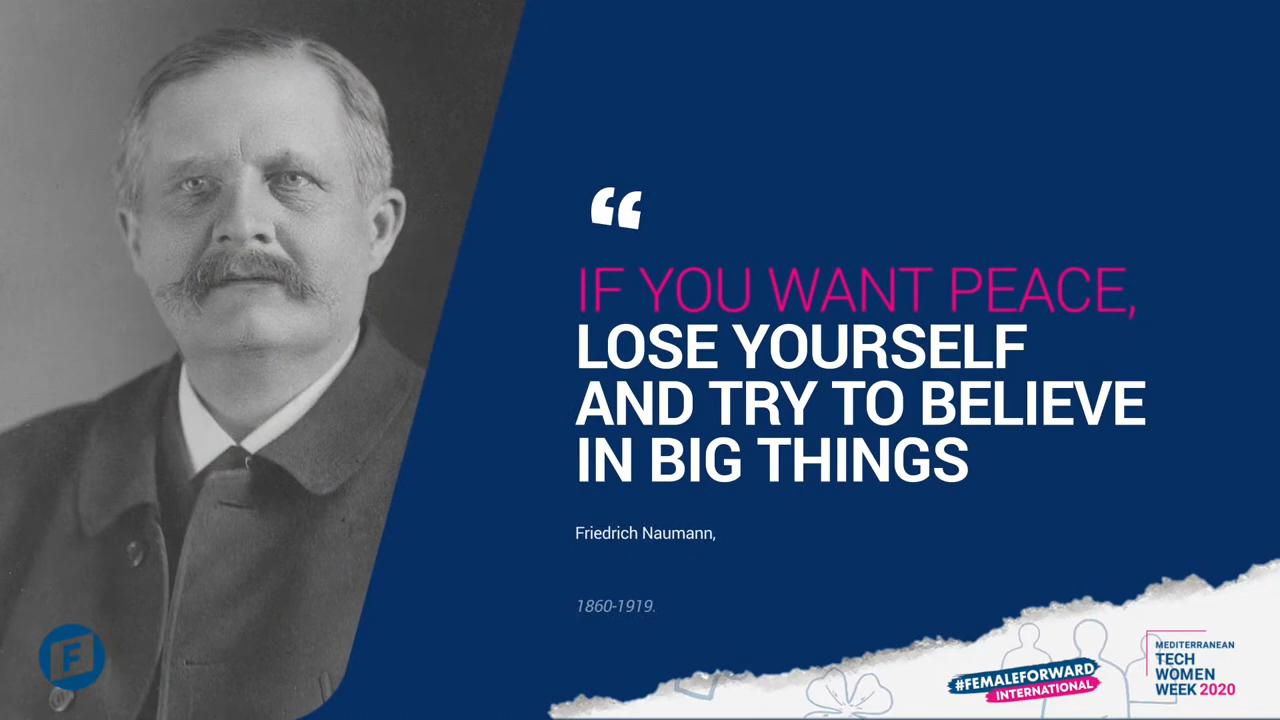 “
IF YOU WANT PEACE,
LOSE YOURSELF
AND TRY TO BELIEVE
IN BIG THINGS
Friedrich Naumann,
1860-1919.
F
#FEMALEFORWARD
INTERNATIONAL
MEDITERRANEAN
TECH
WOMEN
WEEK 2020